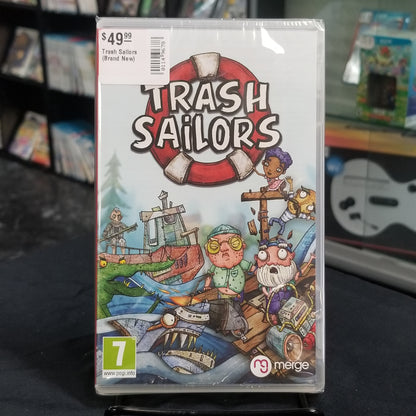 $49.99
Trash Sailors
(Brand New)
TRASH
SAiLORS
7
www.pegi.info
merge